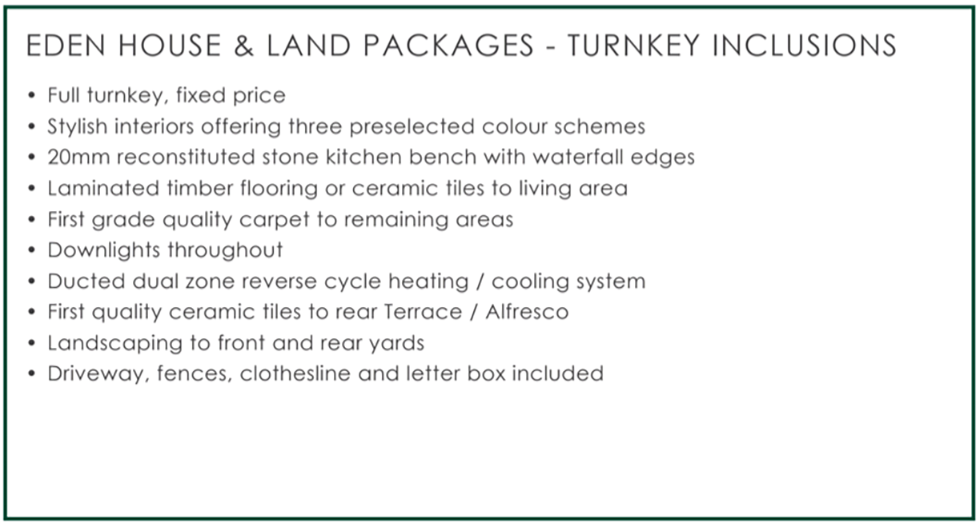 EDEN HOUSE & LAND PACKAGES - TURNKEY INCLUSIONS
• Full turnkey, fixed price
• Stylish interiors offering three preselected colour schemes
• 20mm reconstituted stone kitchen bench with waterfall edges
• Laminated timber flooring or ceramic tiles to living area
• First grade quality carpet to remaining areas
• Downlights throughout
• Ducted dual zone reverse cycle heating / cooling system
• First quality ceramic tiles to rear Terrace / Alfresco
• Landscaping to front and rear yards
• Driveway, fences, clothesline and letter box included